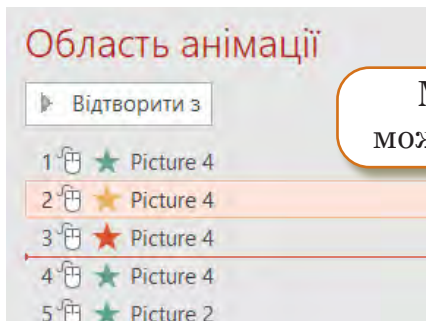 Область анімації
Відтворити з
1 Picture 4
2 Picture 4
3 Picture 4
4 Picture 4
5 Picture 2